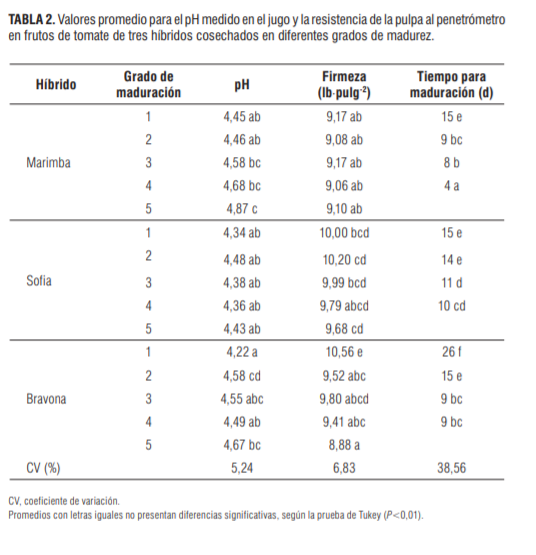 TABLA 2. Valores promedio para el pH medido en el jugo y la resistencia de la pulpa al penetrómetro
en frutos de tomate de tres híbridos cosechados en diferentes grados de madurez.
Híbrido Grado de maduración pH Firmeza (lb·pulg-2) Tiempo para maduración (d)
1 4,45 ab 9,17 ab 15 e
2 4,46 ab 9,08 ab 9 bc
Marimba 3 4,58 bc 9,17 ab 8 b
4 4,68 bc 9,06 ab 4 a
5 4,87 c 9,10 ab
1 4,34 ab 10,00 bcd 15 e
2 4,48 ab 10,20 cd 14 e
Sofia 3 4,38 ab 9,99 bcd 11 d
4 4,36 ab 9,79 abcd 10 cd
5 4,43 ab 9,68 cd
1 4,22 a 10,56 e 26 f
2 4,58 cd 9,52 abc 15 e
Bravona 3 4,55 abc 9,80 abcd 9 bc
4 4,49 ab 9,41 abc 9 bc
5 4,67 bc 8,88 a
CV (%) 5,24 6,83 38,56
CV, coeficiente de variación.
Promedios con letras iguales no presentan diferencias significativas, según la prueba de Tukey (P<0,01).